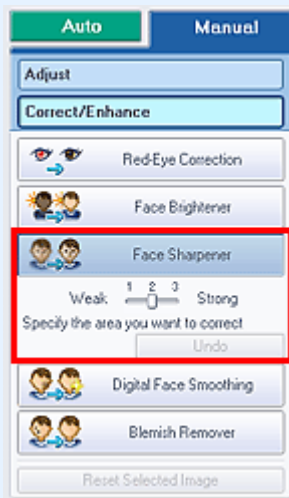 Auto Manual
Adjust
Correct/Enhance
Red-Eye Correction
Face Brightener
Face Sharpener
1 2 3
Weak Strong
Specify the area you want to correct
Undo
Digital Face Smoothing
Blemish Remover
Reset Selected Image